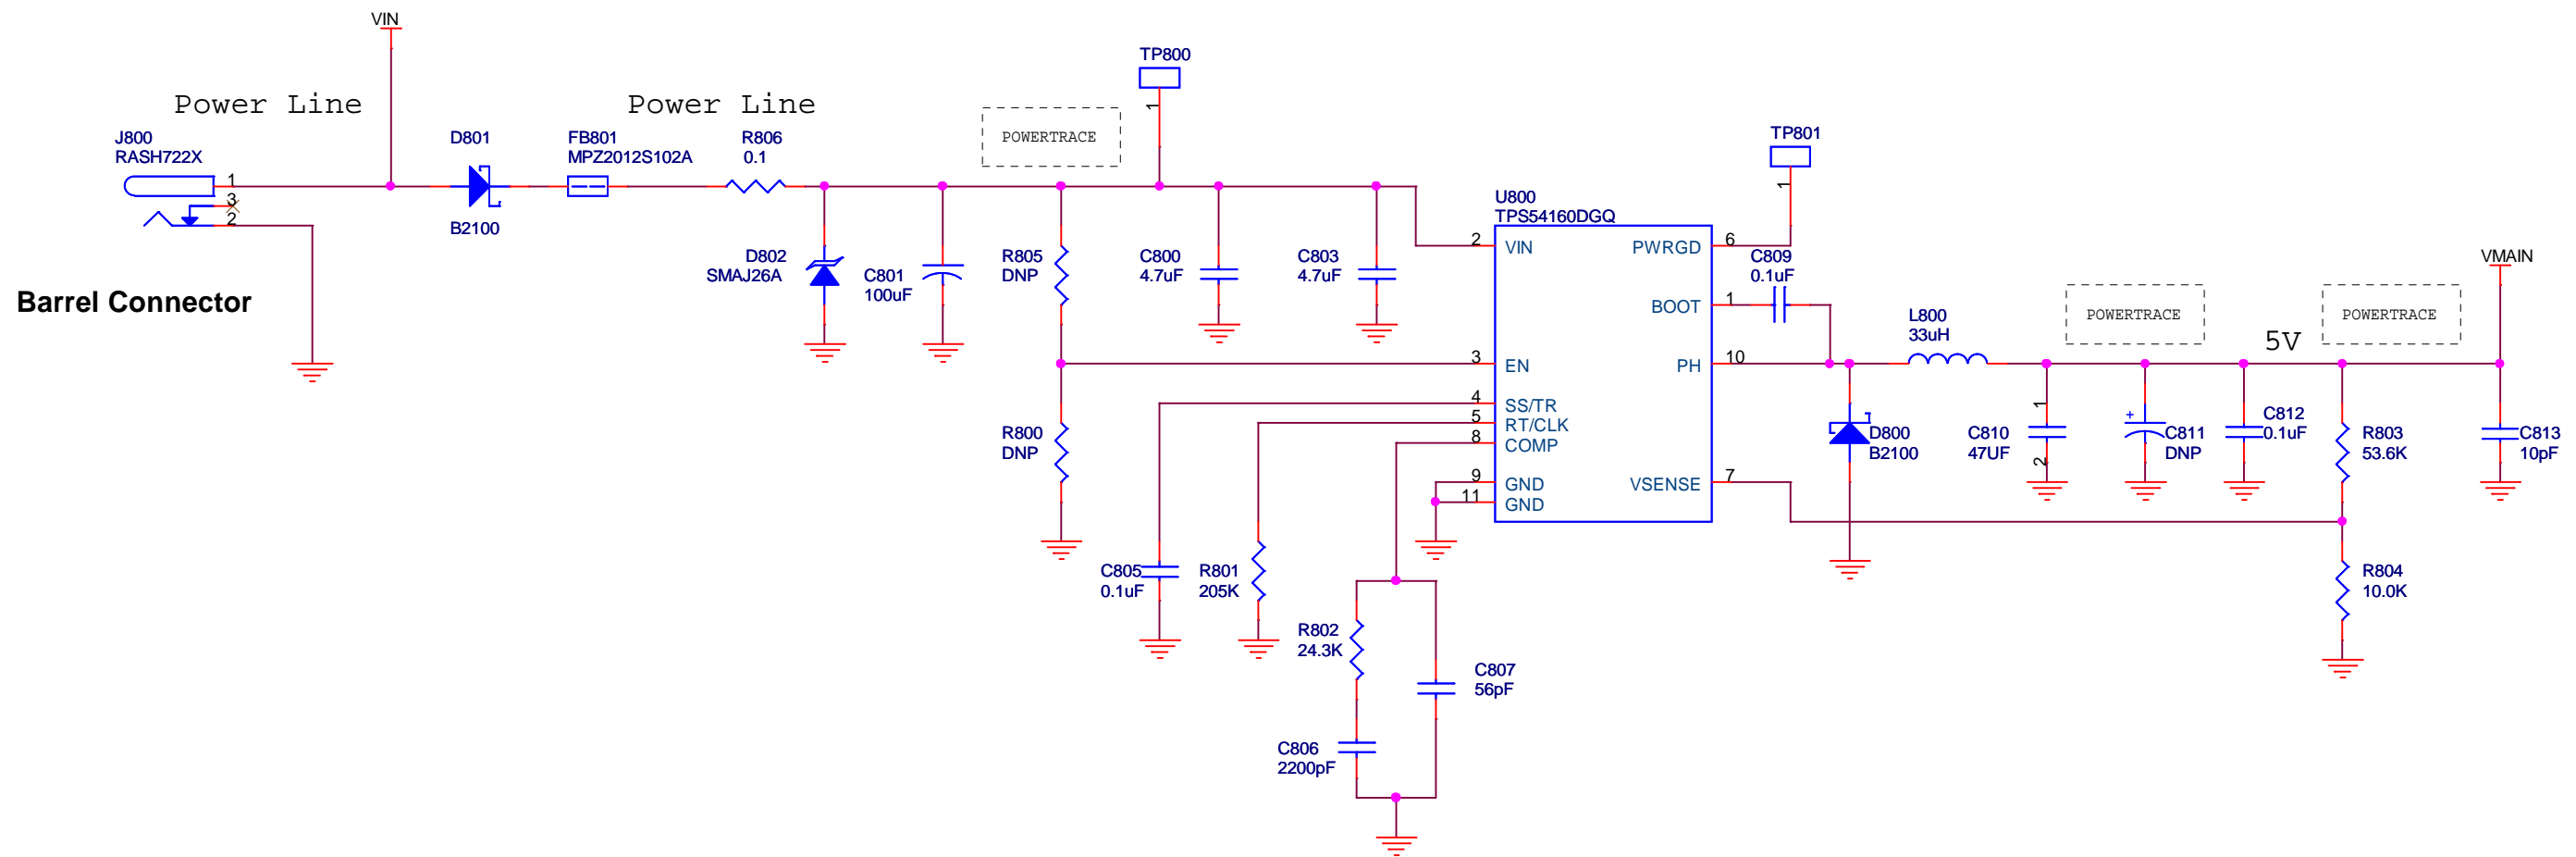 VIN
TP800
1
Power Line
Power Line
POWERTRACE
J800
RASH722X
D801
FB801
MPZ2012S102A
R806
0.1
TP801
1
1
3
2
B2100
U800
TPS54160DGQ
2
VIN
PWRGD
6
D802
SMAJ26A
C801
100uF
R805
DNP
C800
4.7uF
C803
4.7uF
C809
0.1uF
VMAIN
Barrel Connector
BOOT
1
L800
33uH
POWERTRACE
5V
POWERTRACE
3
EN
PH
10
4
SS/TR
5
RT/CLK
8
COMP
R800
DNP
D800
B2100
1
C810
47UF
2
+
C811
DNP
C812
0.1uF
R803
53.6K
C813
10pF
9
GND
11
GND
VSENSE
7
C805
0.1uF
R801
205K
R804
10.0K
R802
24.3K
C807
56pF
C806
2200pF